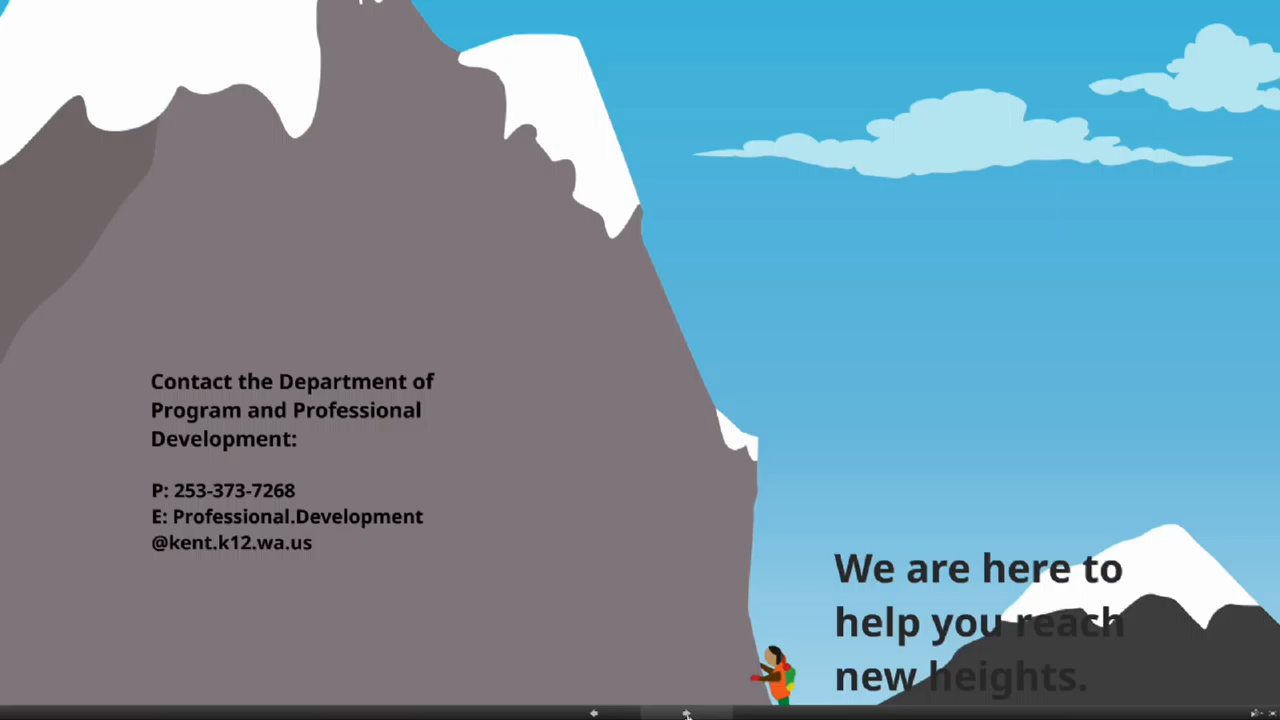 Contact the Department of
Program and Professional
Development:
P: 253-373-7268
E: Professional.Development
@kent.k12.wa.us
We are here to
help you reach
new heights.